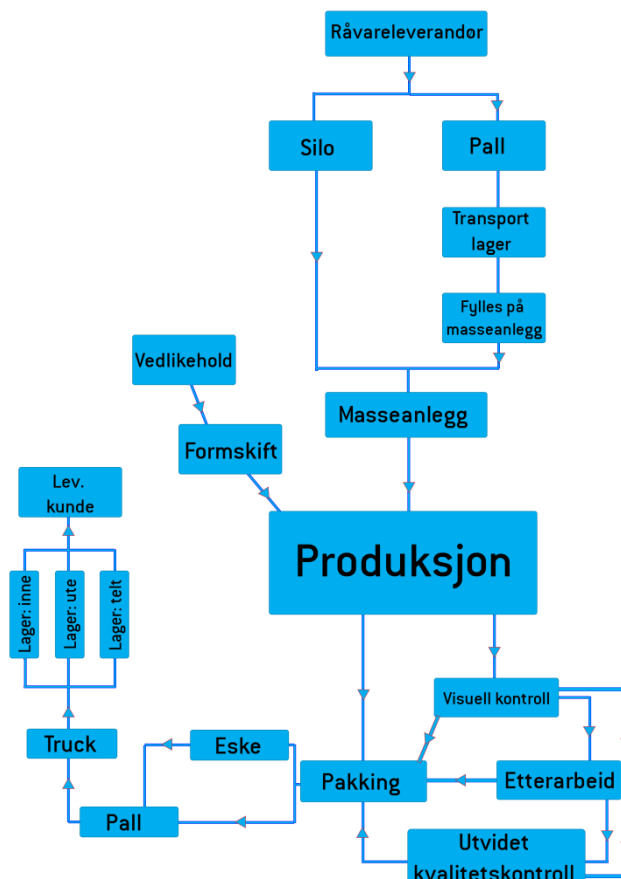 Råvareleverandør
Silo
Pall
Transport
lager
Fylles på
masseanlegg
Vedlikehold
Masseanlegg
Formskift
Lev.
kunde
Produksjon
Lager: inne
Lager: ute
Lager: telt
Visuell kontroll
Truck
Eske
Pakking
Etterarbeid
Pall
Utvidet
kvalitetskontroll